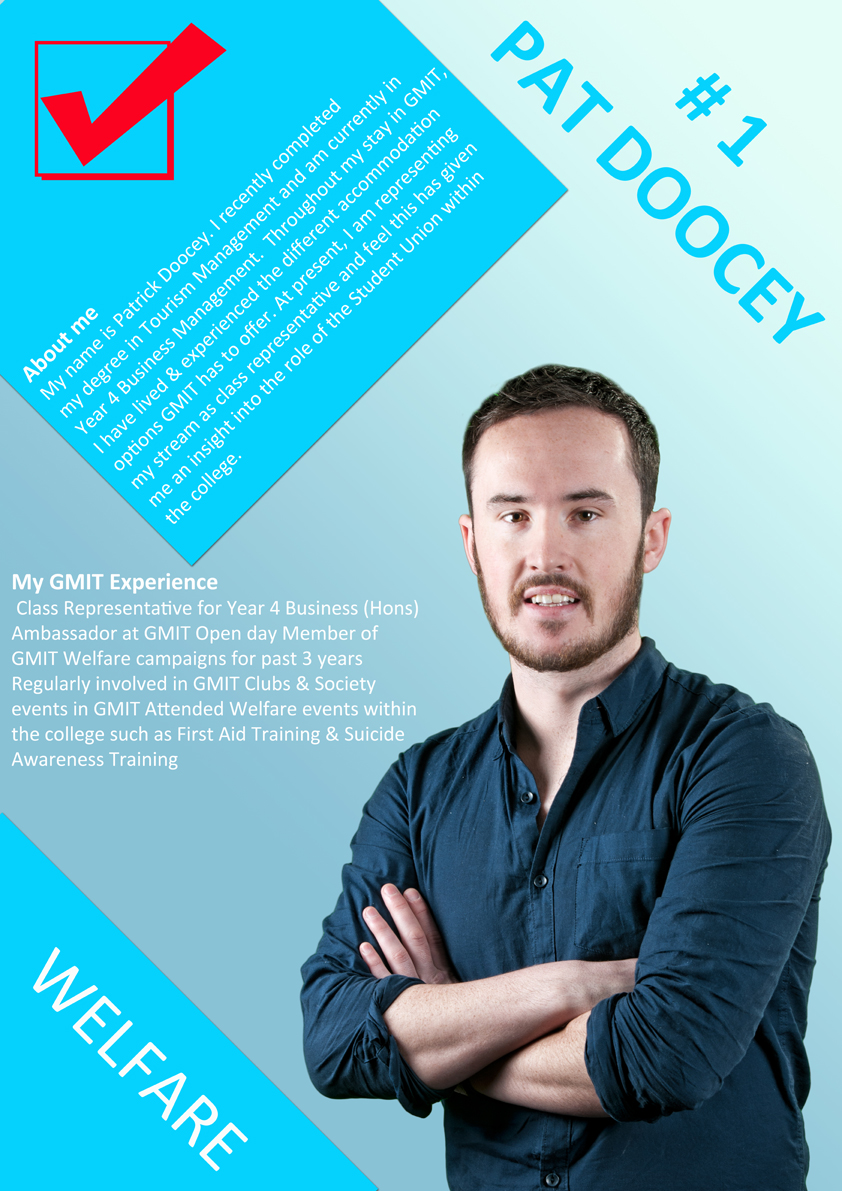 # 1
PAT DOOCEY
About me
My name is Patrick Doocey. I recently completed
my degree in Tourism Management and am currently in
Year 4 Business Management. Throughout my stay in GMIT,
I have lived & experienced the different accommodation
options GMIT has to offer. At present, I am representing
my stream as class representative and feel this has given
me an insight into the role of the Student Union within
the college.
My GMIT Experience
Class Representative for Year 4 Business (Hons)
Ambassador at GMIT Open day Member of
GMIT Welfare campaigns for past 3 years
Regularly involved in GMIT Clubs & Society
events in GMIT Attended Welfare events within
the college such as First Aid Training & Suicide
Awareness Training
WELFARE